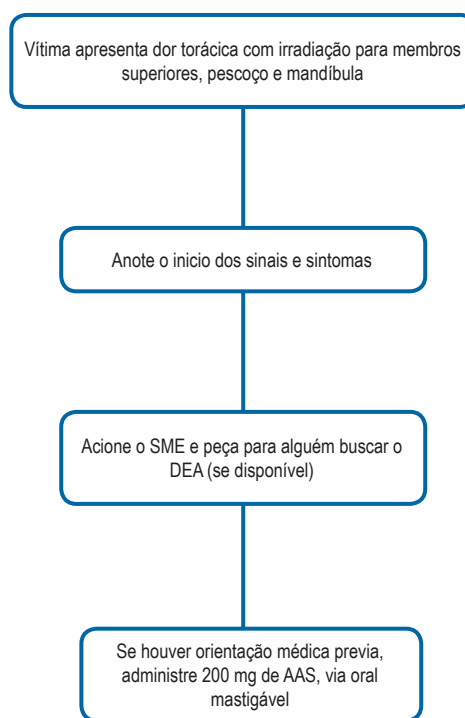 Vítima apresenta dor torácica com irradiação para membros
superiores, pescoço e mandíbula
Anote o inicio dos sinais e sintomas
Acione o SME e peça para alguém buscar o
DEA (se disponível)
Se houver orientação médica previa,
administre 200 mg de AAS, via oral
mastigável